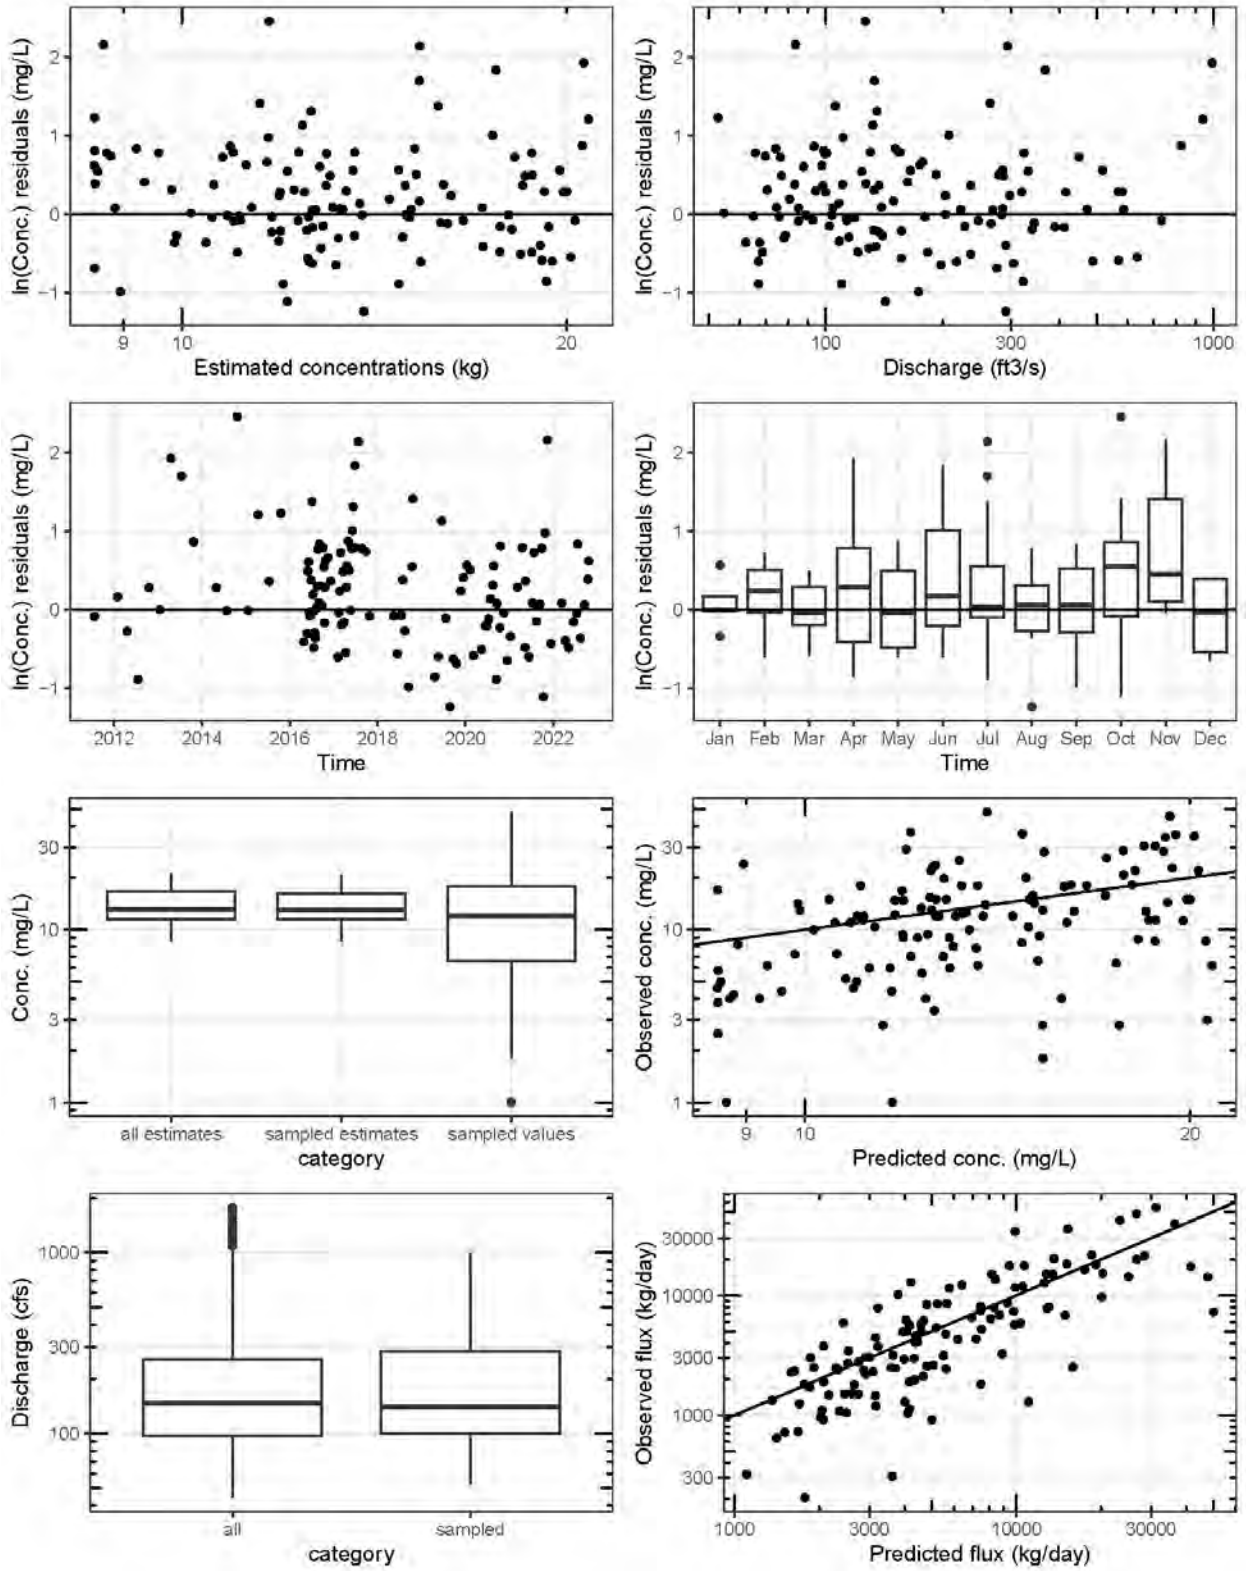 ln(Conc.) residuals (mg/L)
2
1
0
−1
9
10
20
Estimated concentrations (kg)
ln(Conc.) residuals (mg/L)
2
1
0
−1
100
300
1000
Discharge (ft3/s)
ln(Conc.) residuals (mg/L)
2
1
0
−1
2012 2014 2016 2018 2020 2022
Time
ln(Conc.) residuals (mg/L)
2
1
0
−1
Jan Feb Mar Apr May Jun Jul Aug Sep Oct Nov Dec
Time
Conc. (mg/L)
30
10
3
1
all estimates sampled estimates sampled values
category
Observed conc. (mg/L)
30
10
3
1
9 10 20
Predicted conc. (mg/L)
Discharge (cfs)
1000
300
100
all sampled
category
Observed flux (kg/day)
30000
10000
3000
1000
300
1000 3000 10000 30000
Predicted flux (kg/day)